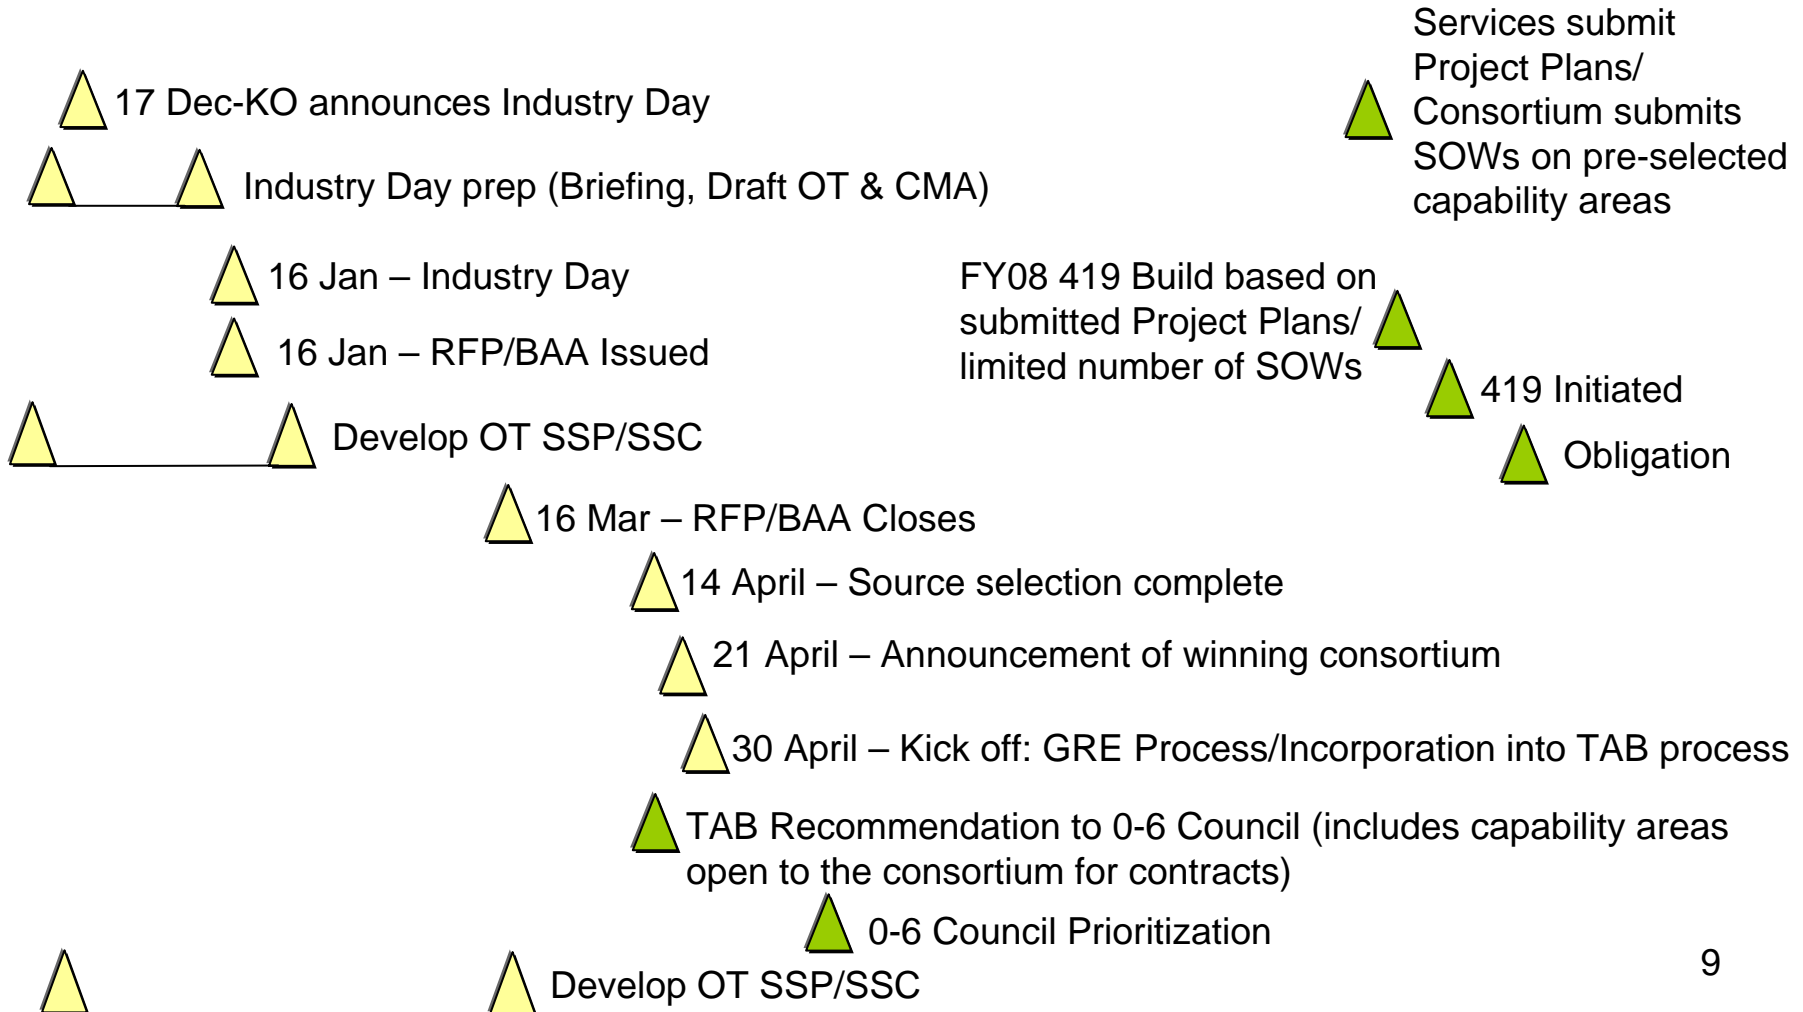 Services submit
Project Plans/
Consortium submits
SOWs on pre-selected
capability areas
17 Dec-KO announces Industry Day
Industry Day prep (Briefing, Draft OT & CMA)
16 Jan – Industry Day
16 Jan – RFP/BAA Issued
FY08 419 Build based on
submitted Project Plans/
limited number of SOWs
419 Initiated
Obligation
Develop OT SSP/SSC
16 Mar – RFP/BAA Closes
14 April – Source selection complete
21 April – Announcement of winning consortium
30 April – Kick off: GRE Process/Incorporation into TAB process
TAB Recommendation to 0-6 Council (includes capability areas
open to the consortium for contracts)
0-6 Council Prioritization
Develop OT SSP/SSC
9